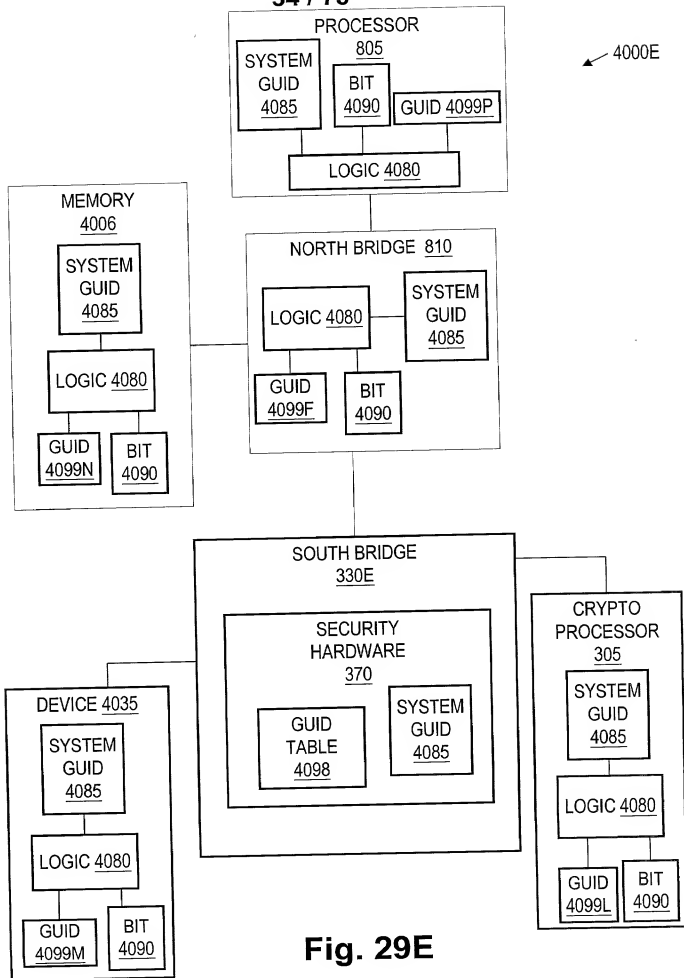 54 / 78
PROCESSOR
805
4000E
SYSTEM
GUID
4085
BIT
4090
GUID 4099P
LOGIC 4080
MEMORY
4006
SYSTEM
GUID
4085
LOGIC 4080
GUID
4099N
BIT
4090
NORTH BRIDGE 810
LOGIC 4080
SYSTEM
GUID
4085
GUID
4099F
BIT
4090
SOUTH BRIDGE
330E
SECURITY
HARDWARE
370
GUID
TABLE
4098
SYSTEM
GUID
4085
DEVICE 4035
SYSTEM
GUID
4085
LOGIC 4080
GUID
4099M
BIT
4090
CRYPTO
PROCESSOR
305
SYSTEM
GUID
4085
LOGIC 4080
GUID
4099L
BIT
4090
Fig. 29E